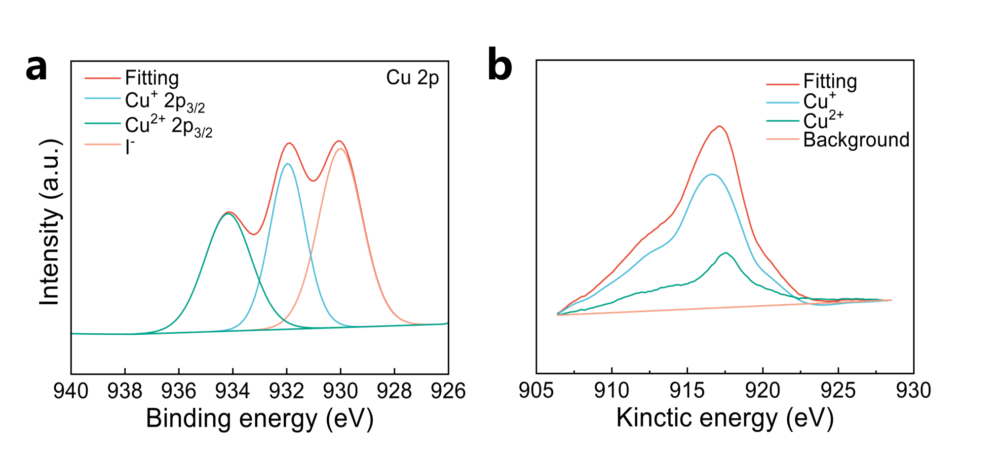 a
Fitting
Cu⁺ 2p₃/₂
Cu²⁺ 2p₃/₂
I⁻
Cu 2p
Intensity (a.u.)
940 938 936 934 932 930 928 926
Binding energy (eV)
b
Fitting
Cu⁺
Cu²⁺
Background
905 910 915 920 925 930
Kinctic energy (eV)